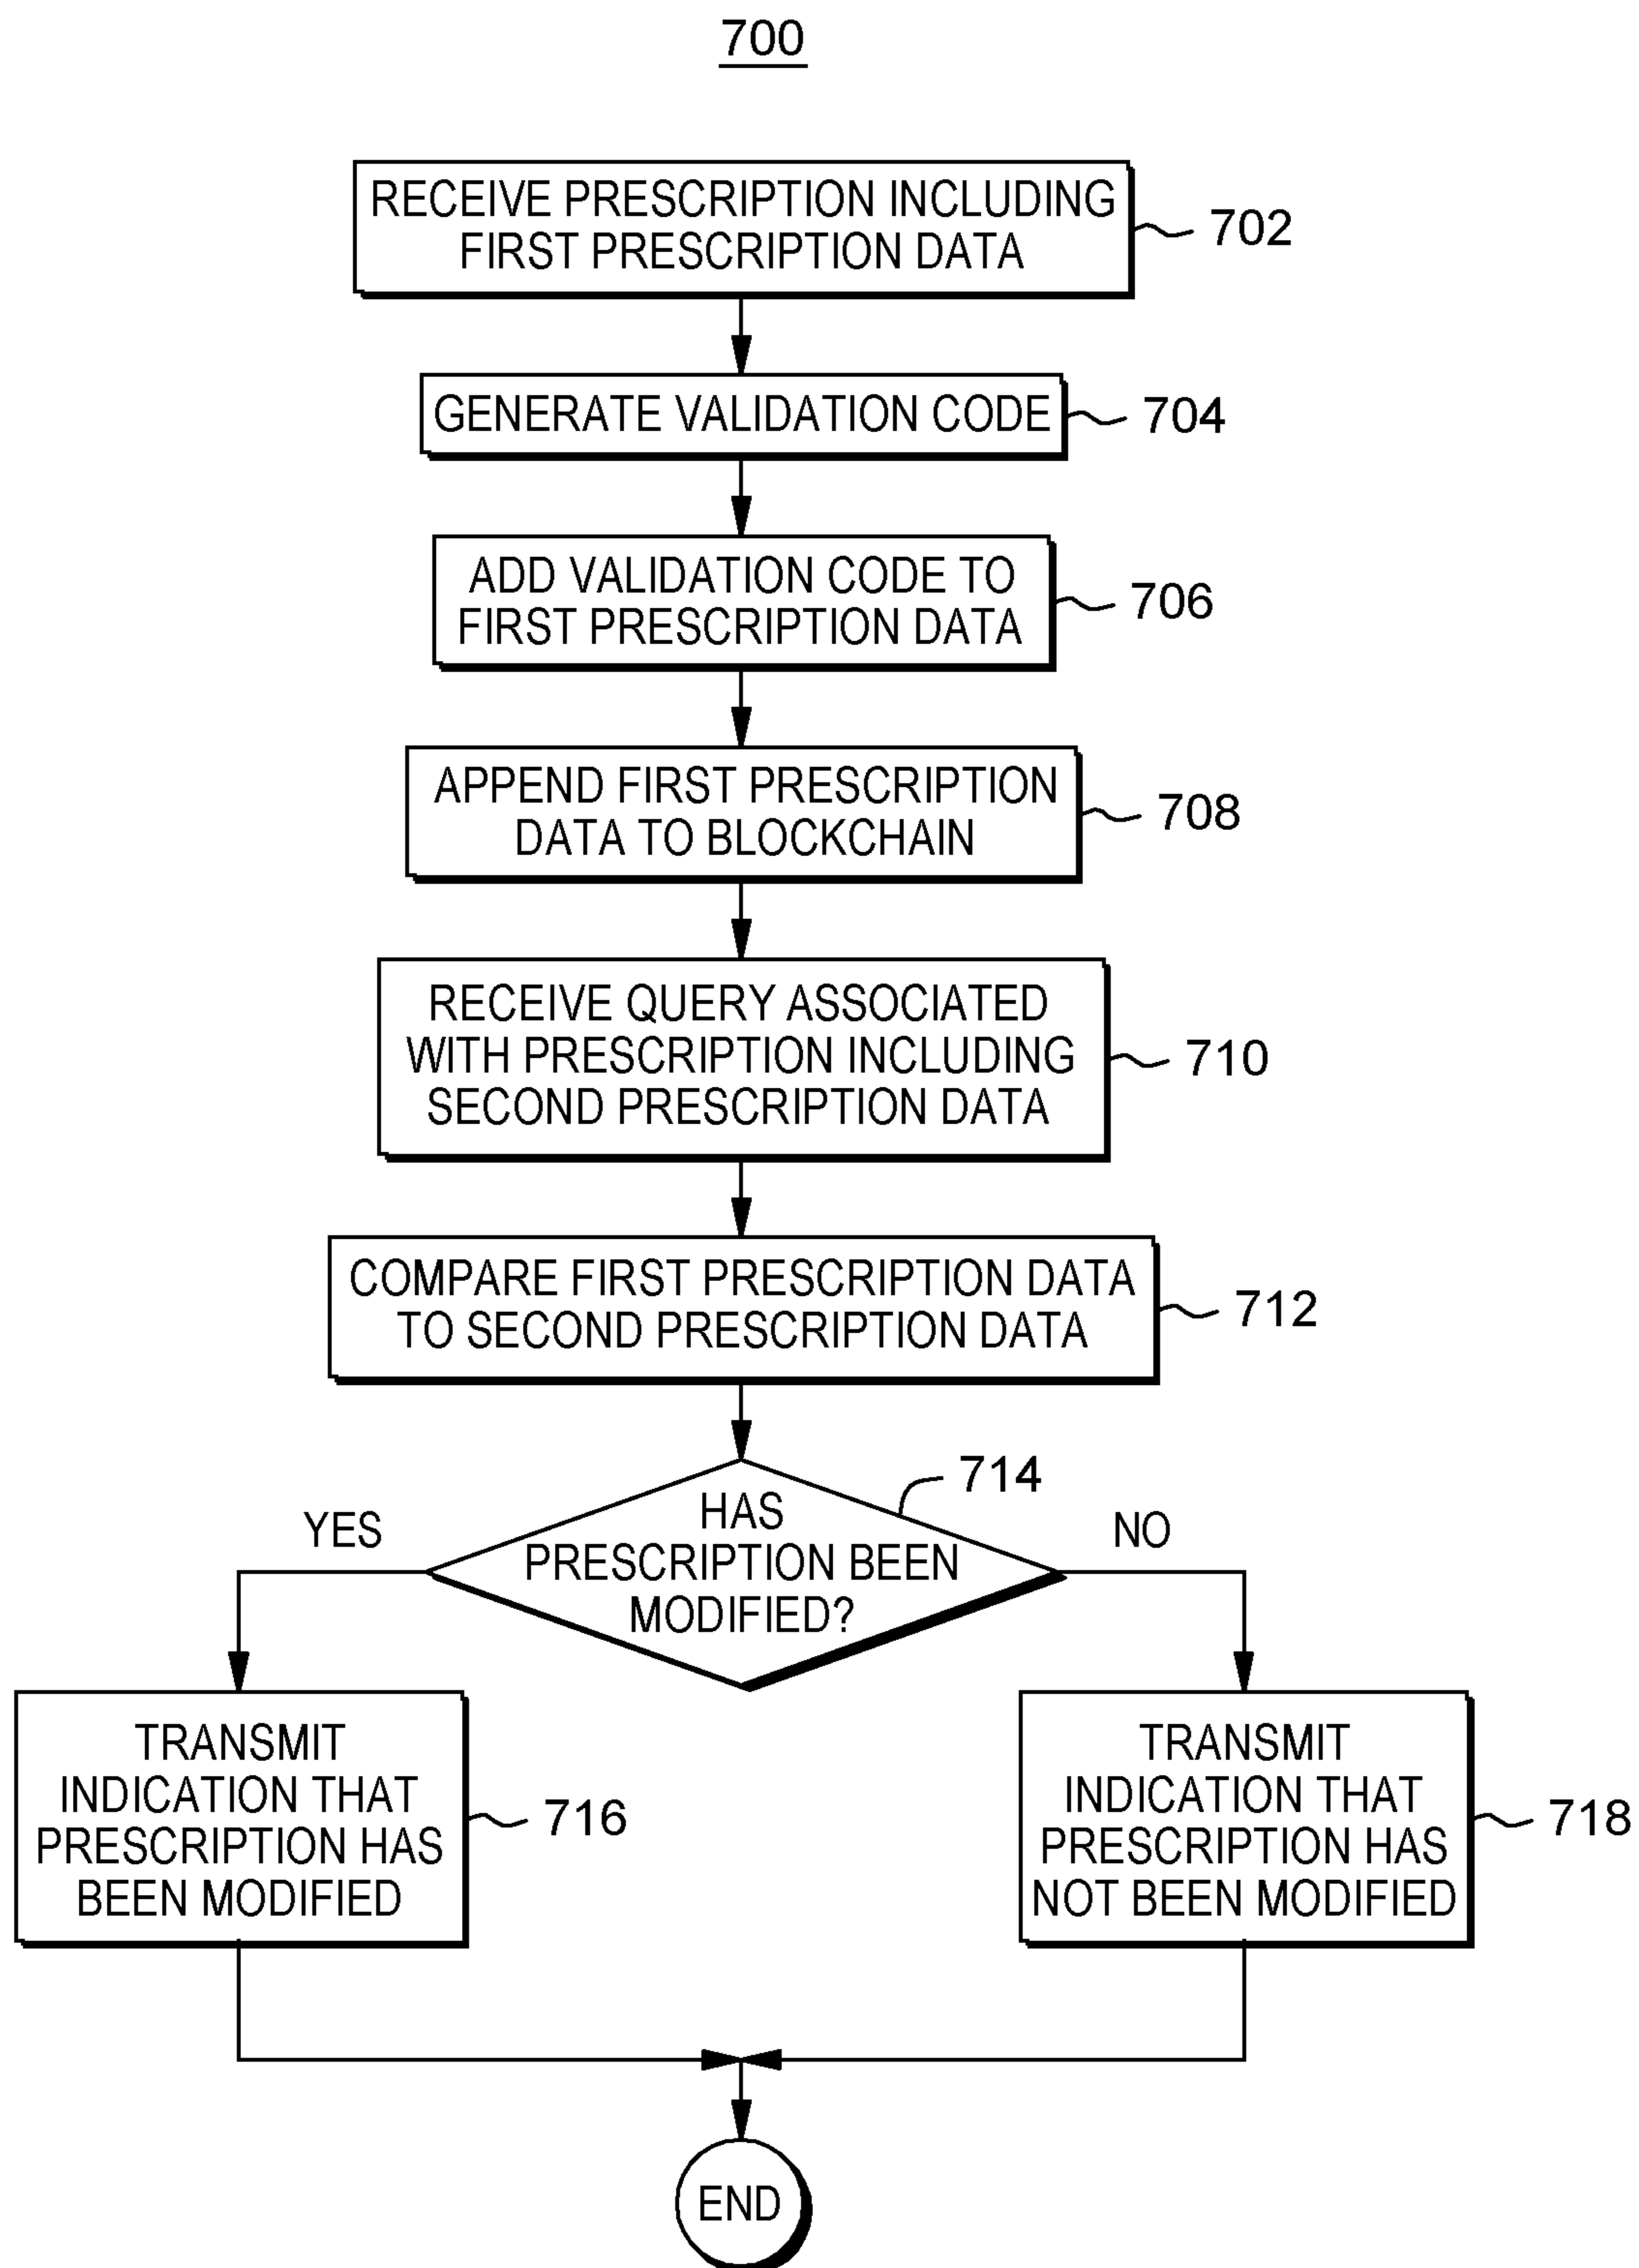 700
RECEIVE PRESCRIPTION INCLUDING
FIRST PRESCRIPTION DATA
702
GENERATE VALIDATION CODE
704
ADD VALIDATION CODE TO
FIRST PRESCRIPTION DATA
706
APPEND FIRST PRESCRIPTION
DATA TO BLOCKCHAIN
708
RECEIVE QUERY ASSOCIATED
WITH PRESCRIPTION INCLUDING
SECOND PRESCRIPTION DATA
710
COMPARE FIRST PRESCRIPTION DATA
TO SECOND PRESCRIPTION DATA
712
HAS
PRESCRIPTION BEEN
MODIFIED?
714
YES
NO
TRANSMIT
INDICATION THAT
PRESCRIPTION HAS
BEEN MODIFIED
716
TRANSMIT
INDICATION THAT
PRESCRIPTION HAS
NOT BEEN MODIFIED
718
END